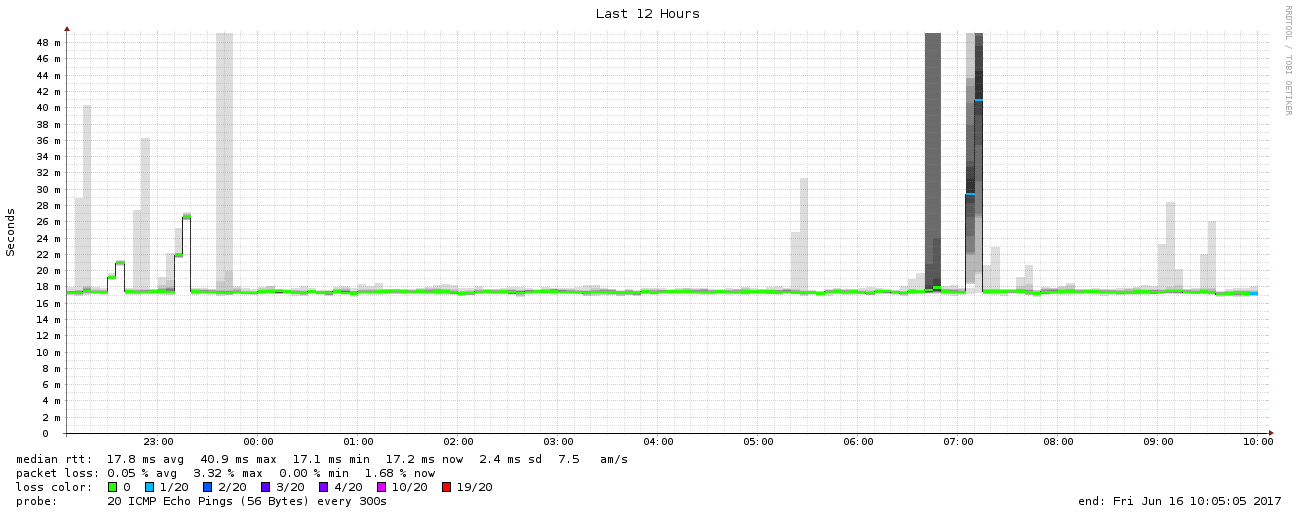 Last 12 Hours
RRDTOOL / TOBI OETIKER
Seconds
48 m
46 m
44 m
42 m
40 m
38 m
36 m
34 m
32 m
30 m
28 m
26 m
24 m
22 m
20 m
18 m
16 m
14 m
12 m
10 m
8 m
6 m
4 m
2 m
0
23:00 00:00 01:00 02:00 03:00 04:00 05:00 06:00 07:00 08:00 09:00 10:00
median rtt: 17.8 ms avg 40.9 ms max 17.1 ms min 17.2 ms now 2.4 ms sd 7.5 am/s
packet loss: 0.05 % avg 3.32 % max 0.00 % min 1.68 % now
loss color: 0 1/20 2/20 3/20 4/20 10/20 19/20
probe: 20 ICMP Echo Pings (56 Bytes) every 300s end: Fri Jun 16 10:05:05 2017